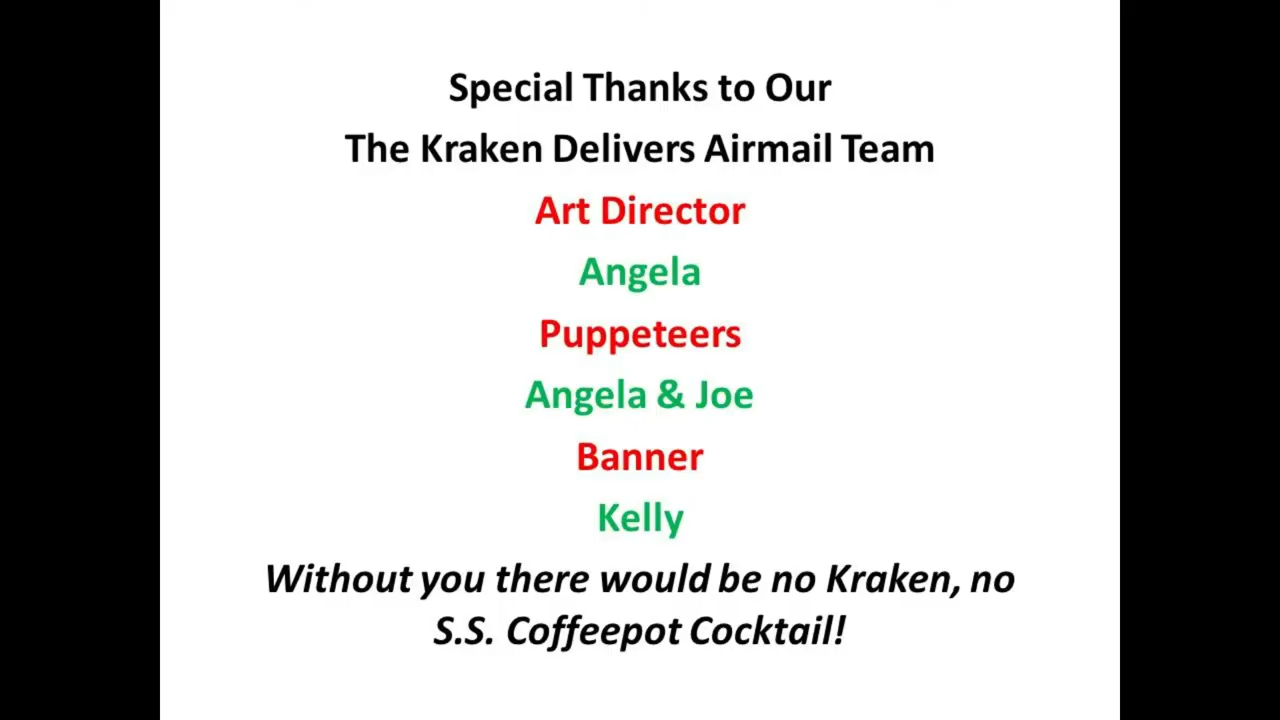 Special Thanks to Our
The Kraken Delivers Airmail Team
Art Director
Angela
Puppeteers
Angela & Joe
Banner
Kelly
Without you there would be no Kraken, no
S.S. Coffeepot Cocktail!